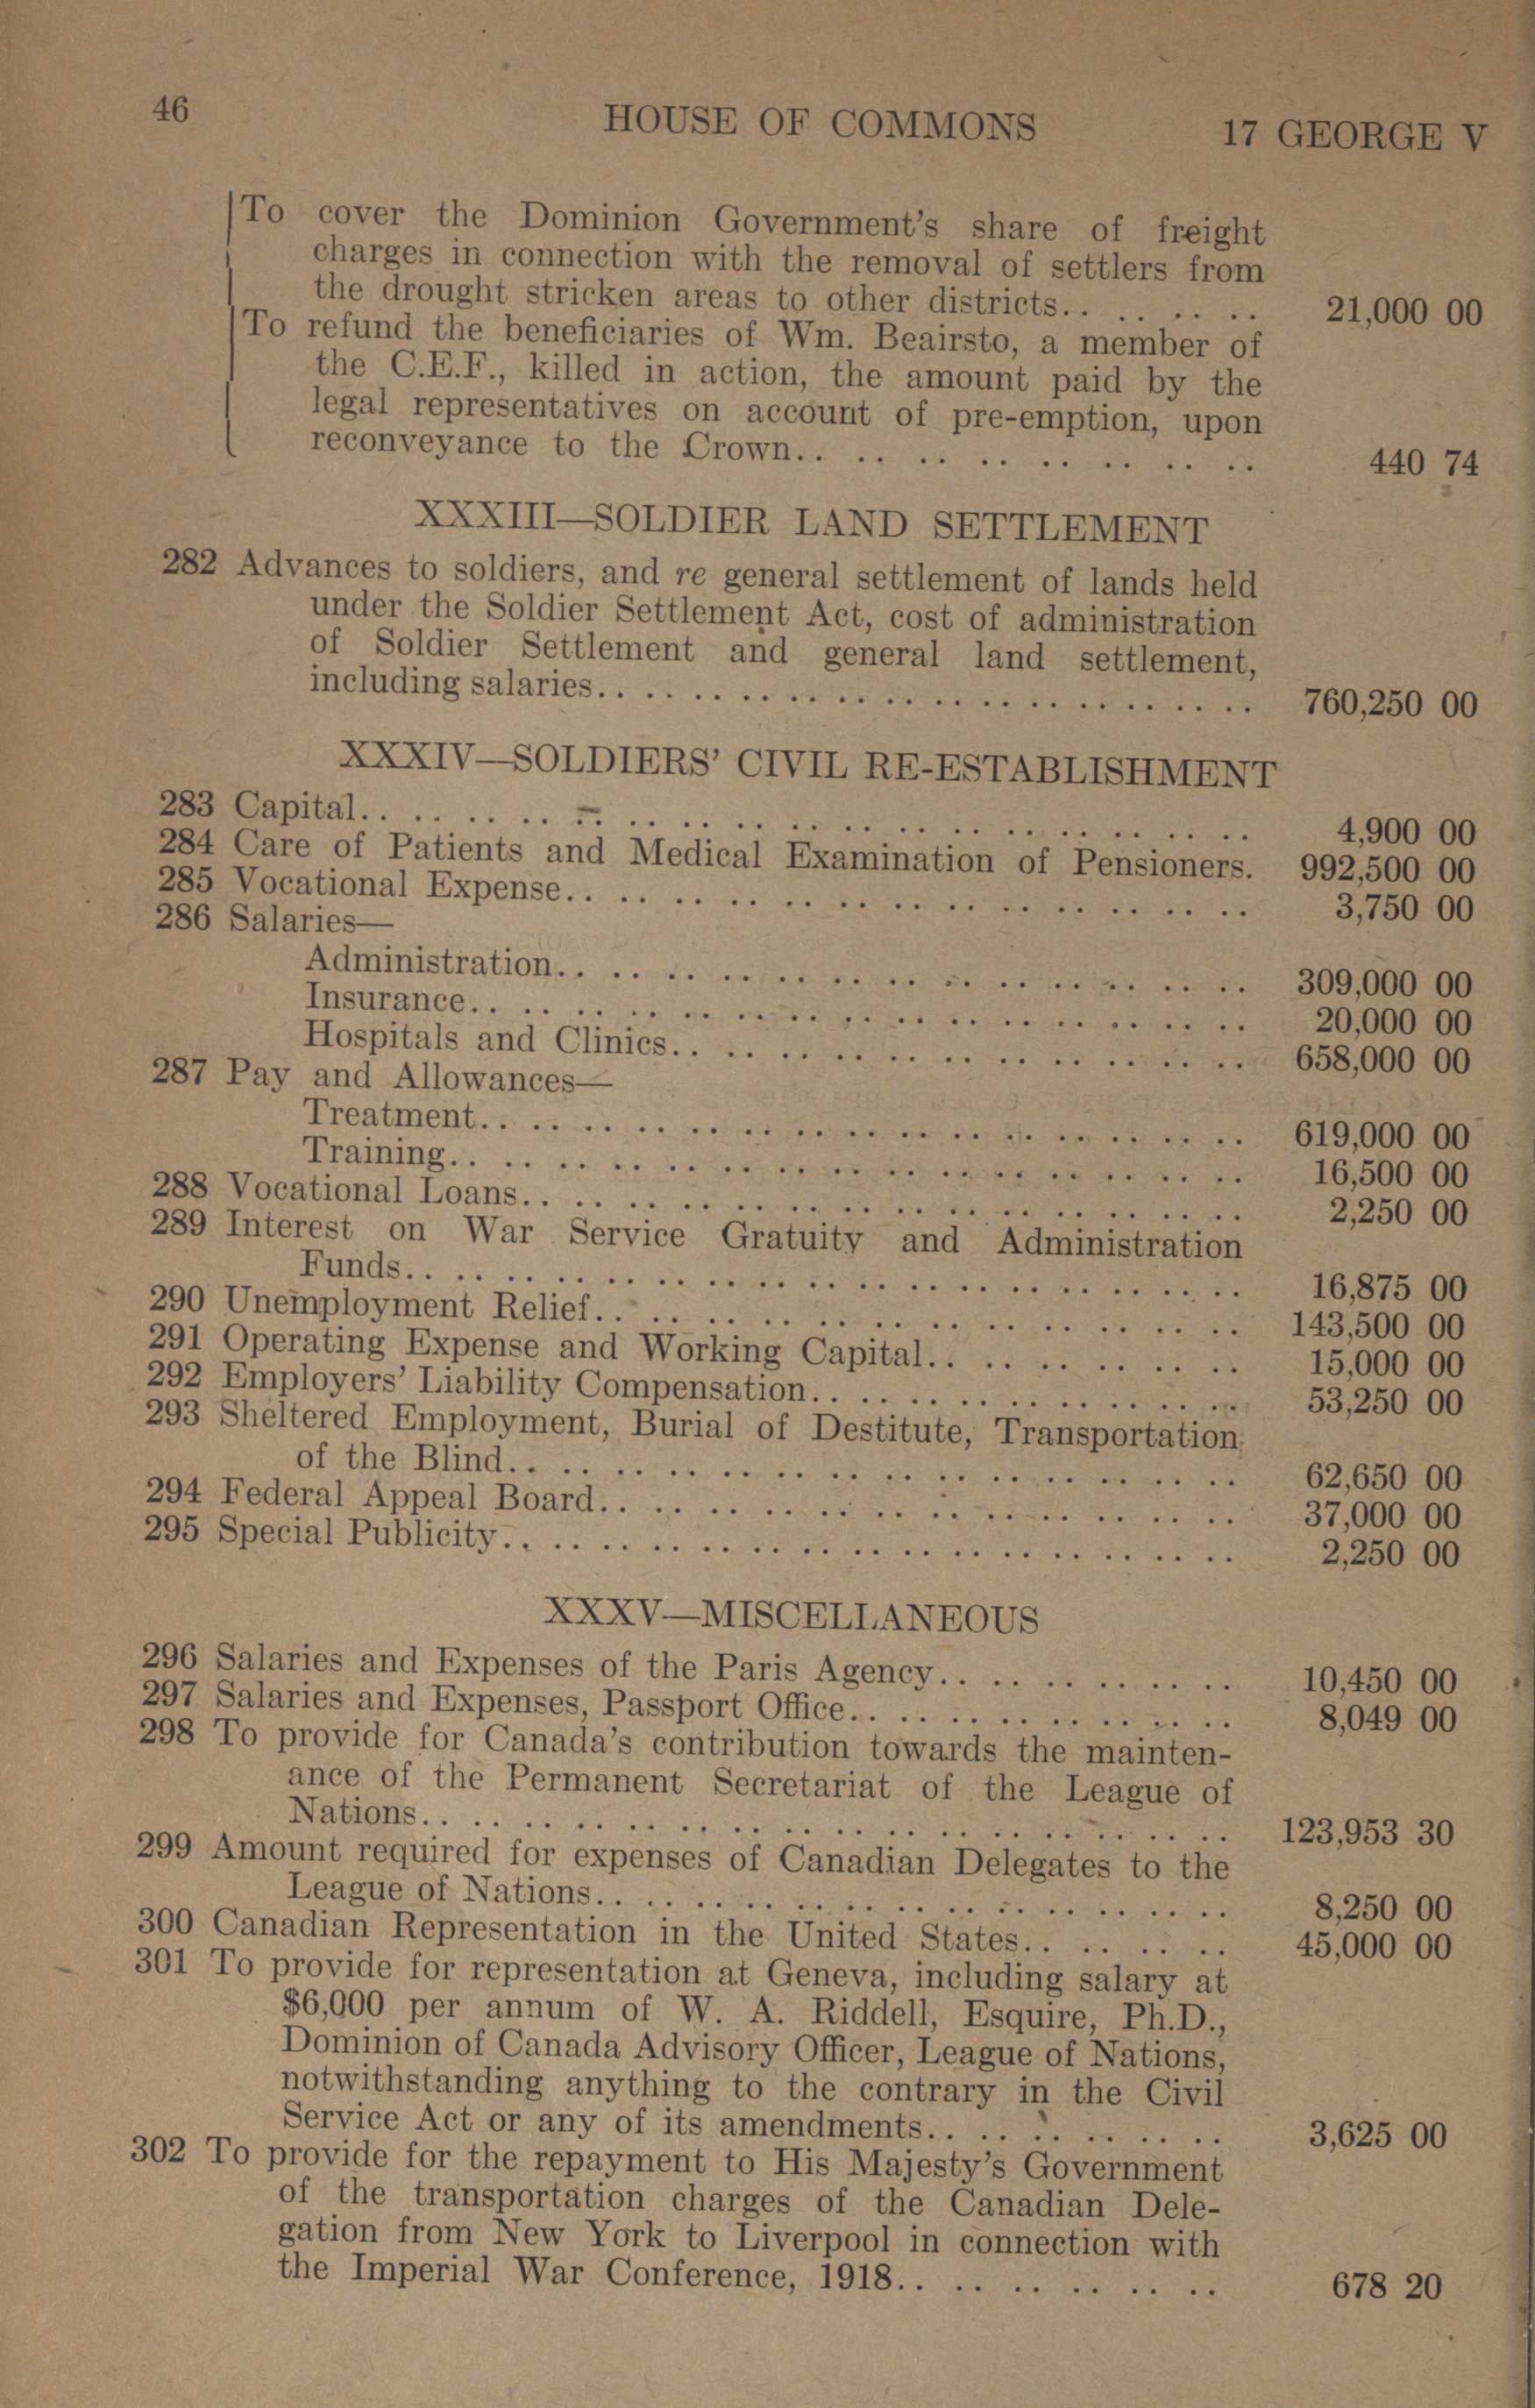 46
HOUSE OF COMMONS
17 GEORGE V
To cover the Dominion Government's share of freight
charges in connection with the removal of settlers from
the drought stricken areas to other districts.. .. .. .. 21,000 00
To refund the beneficiaries of Wm. Beairsto, a member of
the C.E.F., killed in action, the amount paid by the
legal representatives on account of pre-emption, upon
reconveyance to the Crown.. .. .. .. .. .. .. .. 440 74
XXXIII—SOLDIER LAND SETTLEMENT
282 Advances to soldiers, and re general settlement of lands held
under the Soldier Settlement Act, cost of administration
of Soldier Settlement and general land settlement,
including salaries.. .. .. .. .. .. .. .. .. .. .. .. .. .. 760,250 00
XXXIV—SOLDIERS' CIVIL RE-ESTABLISHMENT
283 Capital.. .. .. .. .. .. .. .. .. .. .. .. .. .. .. .. .. 4,900 00
284 Care of Patients and Medical Examination of Pensioners. 992,500 00
285 Vocational Expense.. .. .. .. .. .. .. .. .. .. .. .. .. 3,750 00
286 Salaries—
Administration.. .. .. .. .. .. .. .. .. .. .. .. .. 309,000 00
Insurance.. .. .. .. .. .. .. .. .. .. .. .. .. .. .. 20,000 00
Hospitals and Clinics.. .. .. .. .. .. .. .. .. .. .. 658,000 00
287 Pay and Allowances—
Treatment.. .. .. .. .. .. .. .. .. .. .. .. .. .. .. 619,000 00
Training.. .. .. .. .. .. .. .. .. .. .. .. .. .. .. 16,500 00
288 Vocational Loans.. .. .. .. .. .. .. .. .. .. .. .. .. .. 2,250 00
289 Interest on War Service Gratuity and Administration
Funds.. .. .. .. .. .. .. .. .. .. .. .. .. .. .. .. .. 16,875 00
290 Unemployment Relief.. .. .. .. .. .. .. .. .. .. .. .. 143,500 00
291 Operating Expense and Working Capital.. .. .. .. .. .. 15,000 00
292 Employers' Liability Compensation.. .. .. .. .. .. .. .. .. 53,250 00
293 Sheltered Employment, Burial of Destitute, Transportation
of the Blind.. .. .. .. .. .. .. .. .. .. .. .. .. .. 62,650 00
294 Federal Appeal Board.. .. .. .. .. .. .. .. .. .. .. .. 37,000 00
295 Special Publicity.. .. .. .. .. .. .. .. .. .. .. .. .. .. .. 2,250 00
XXXV—MISCELLANEOUS
296 Salaries and Expenses of the Paris Agency.. .. .. .. .. .. 10,450 00
297 Salaries and Expenses, Passport Office.. .. .. .. .. .. .. .. 8,049 00
298 To provide for Canada's contribution towards the mainten-
ance of the Permanent Secretariat of the League of
Nations.. .. .. .. .. .. .. .. .. .. .. .. .. .. .. .. 123,953 30
299 Amount required for expenses of Canadian Delegates to the
League of Nations.. .. .. .. .. .. .. .. .. .. .. .. .. 8,250 00
300 Canadian Representation in the United States.. .. .. .. .. 45,000 00
301 To provide for representation at Geneva, including salary at
$6,000 per annum of W. A. Riddell, Esquire, Ph.D.,
Dominion of Canada Advisory Officer, League of Nations,
notwithstanding anything to the contrary in the Civil
Service Act or any of its amendments.. .. .. .. .. .. 3,625 00
302 To provide for the repayment to His Majesty's Government
of the transportation charges of the Canadian Dele-
gation from New York to Liverpool in connection with
the Imperial War Conference, 1918.. .. .. .. .. .. .. 678 20